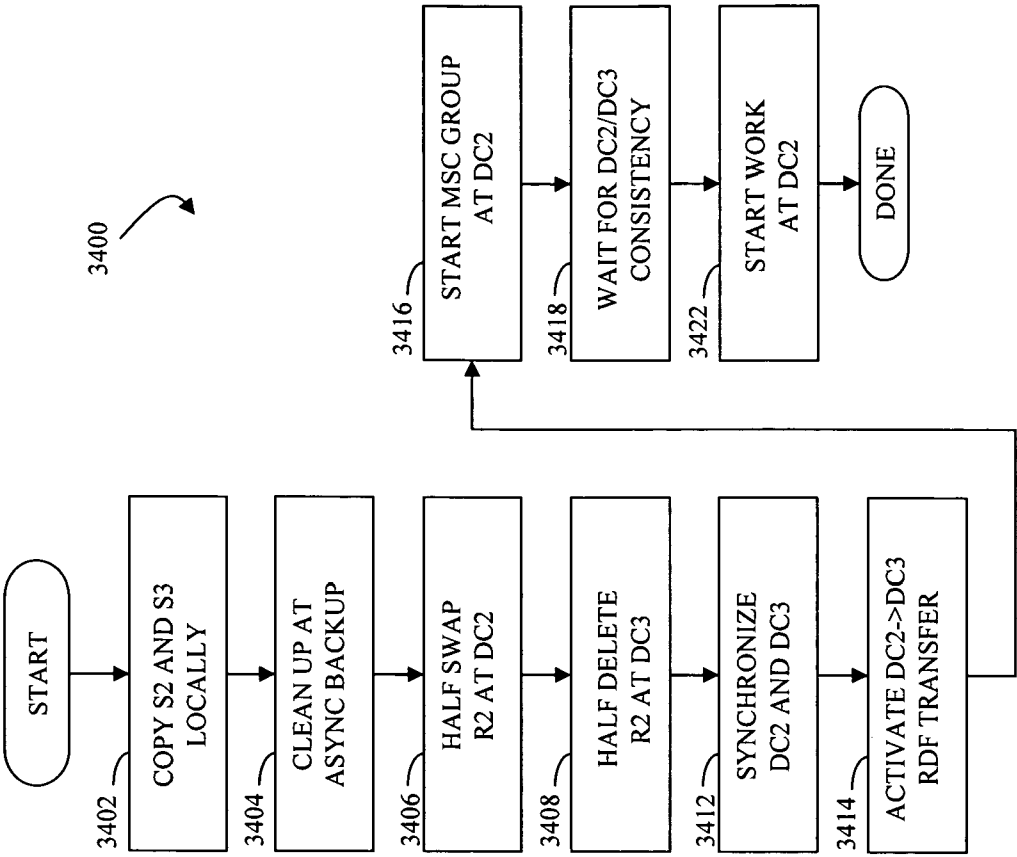 3400
START
3402
COPY S2 AND S3
LOCALLY
3404
CLEAN UP AT
ASYNC BACKUP
3406
HALF SWAP
R2 AT DC2
3408
HALF DELETE
R2 AT DC3
3412
SYNCHRONIZE
DC2 AND DC3
3414
ACTIVATE DC2->DC3
RDF TRANSFER
3416
START MSC GROUP
AT DC2
3418
WAIT FOR DC2/DC3
CONSISTENCY
3422
START WORK
AT DC2
DONE